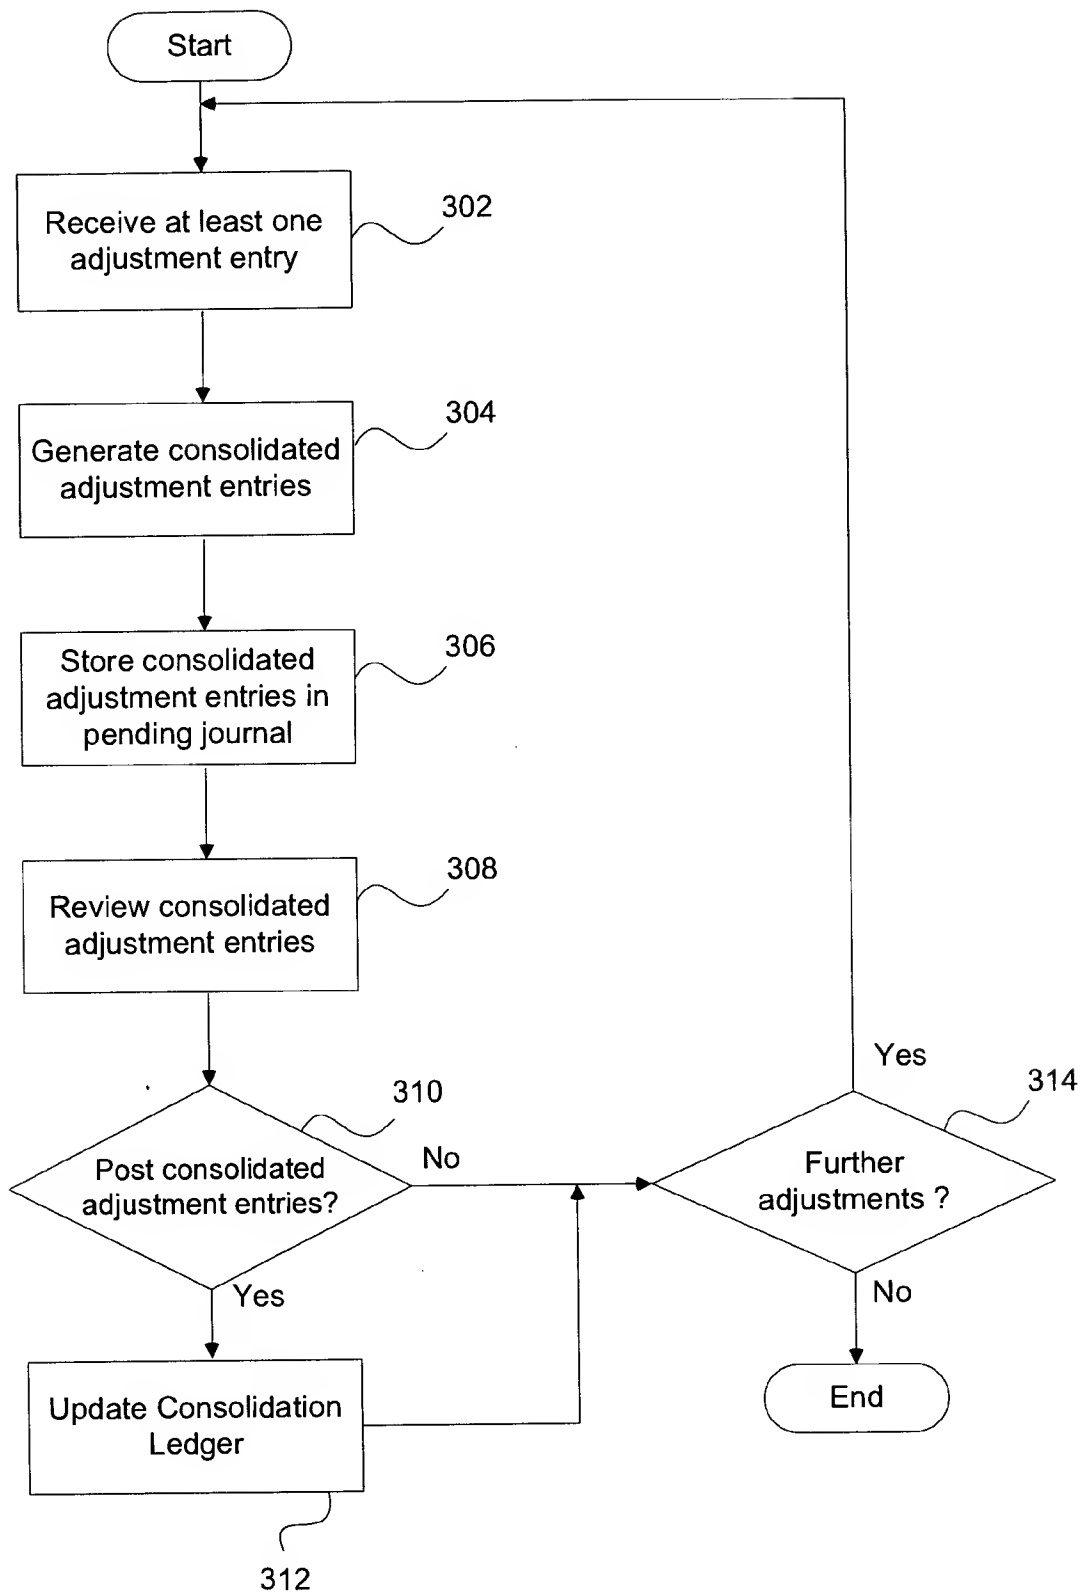 Start
Receive at least one
adjustment entry
302
Generate consolidated
adjustment entries
304
Store consolidated
adjustment entries in
pending journal
306
Review consolidated
adjustment entries
308
Post consolidated
adjustment entries?
310
No
Yes
Update Consolidation
Ledger
312
Further
adjustments ?
314
Yes
No
End